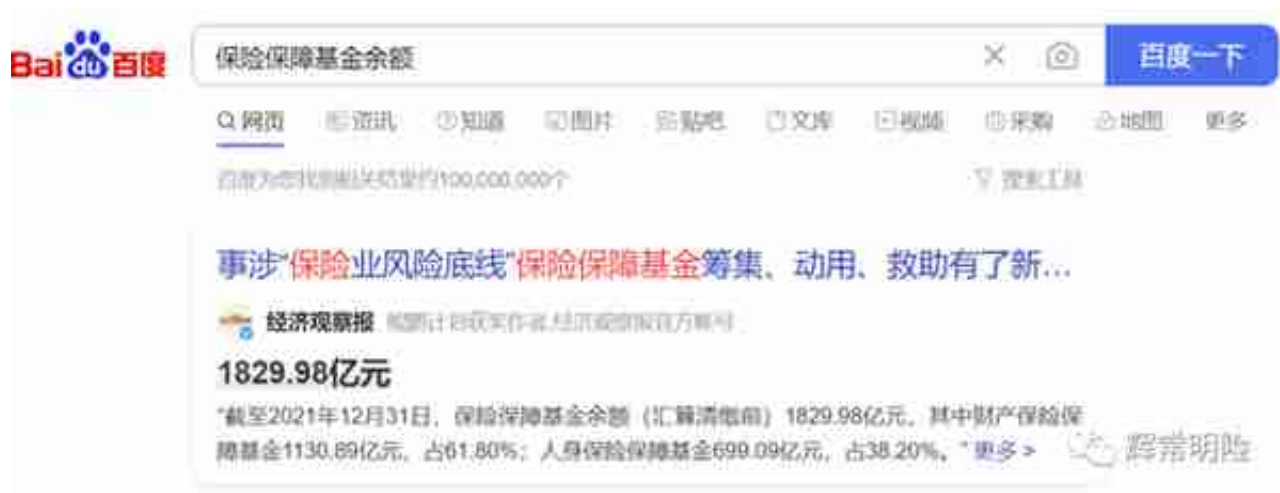 Bai du 百度 保险保障基金余额 百度一下
网页 资讯 知道 图片 贴吧 文库 视频 采购 地图 更多
百度为您找到相关结果约100,000,000个 搜索工具
事涉“保险业风险底线”保险保障基金筹集、动用、救助有了新...
经济观察报
1829.98亿元
“截至2021年12月31日，保险保障基金余额（汇算清缴前）1829.98亿元，其中财产保险保
障基金1130.89亿元，占61.80%；人身保险保障基金699.09亿元，占38.20%。” 更多 >
辉常明险